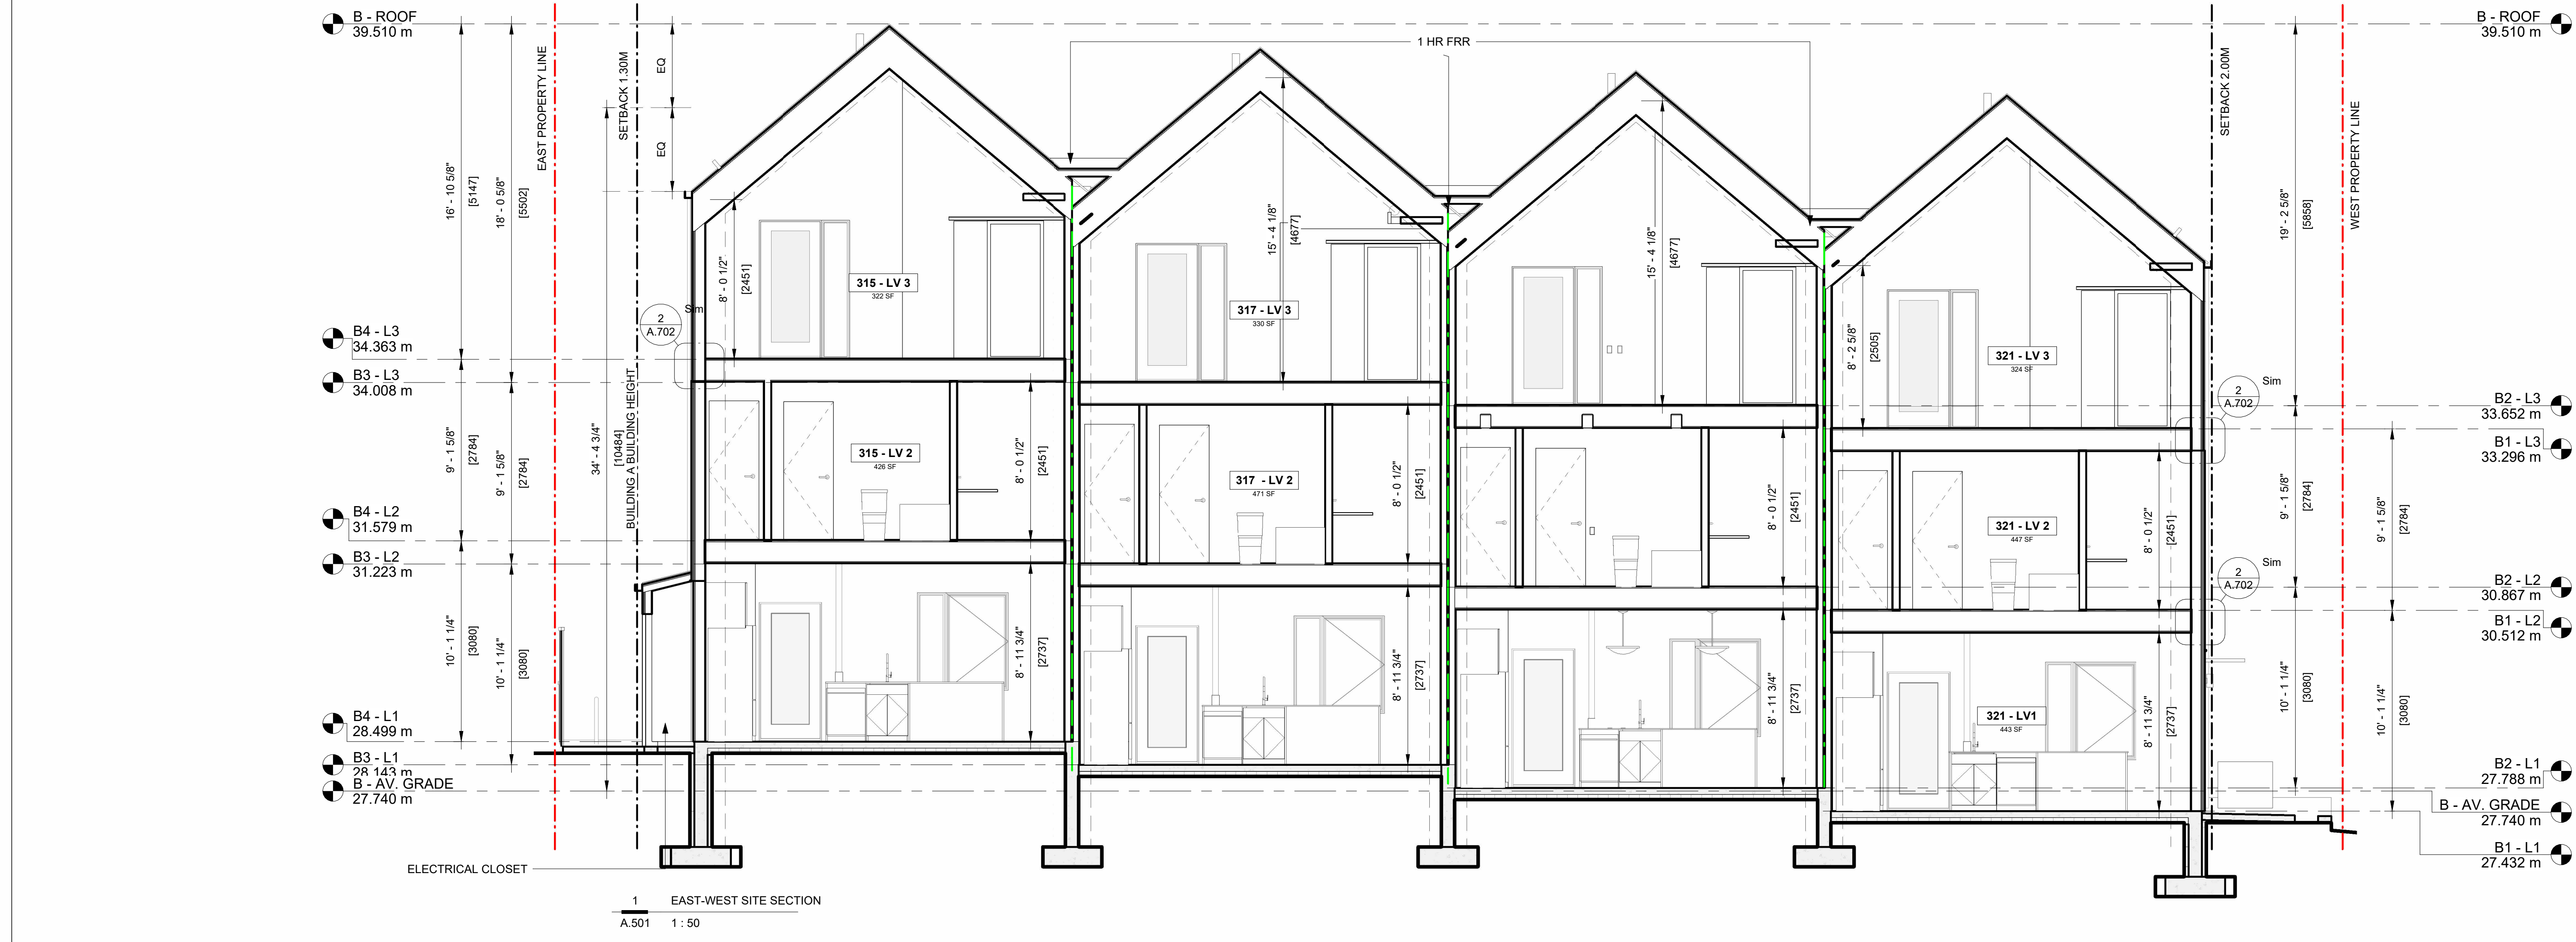 B - ROOF
39.510 m
B - ROOF
39.510 m
1 HR FRR
EAST PROPERTY LINE
SETBACK 1.30M
SETBACK 2.00M
WEST PROPERTY LINE
EQ
EQ
16' - 10 5/8"
[5147]
18' - 0 5/8"
[5502]
19' - 2 5/8"
[5858]
8' - 0 1/2"
[2451]
315 - LV 3
322 SF
15' - 4 1/8"
[4677]
317 - LV 3
330 SF
15' - 4 1/8"
[4677]
8' - 2 5/8"
[2505]
321 - LV 3
324 SF
2
A.702
Sim
B4 - L3
34.363 m
B3 - L3
34.008 m
2
A.702
Sim
B2 - L3
33.652 m
B1 - L3
33.296 m
9' - 1 5/8"
[2784]
9' - 1 5/8"
[2784]
34' - 4 3/4"
[10484]
BUILDING A BUILDING HEIGHT
315 - LV 2
426 SF
8' - 0 1/2"
[2451]
317 - LV 2
471 SF
8' - 0 1/2"
[2451]
8' - 0 1/2"
[2451]
321 - LV 2
447 SF
8' - 0 1/2"
[2451]
9' - 1 5/8"
[2784]
9' - 1 5/8"
[2784]
B4 - L2
31.579 m
B3 - L2
31.223 m
2
A.702
Sim
B2 - L2
30.867 m
B1 - L2
30.512 m
10' - 1 1/4"
[3080]
10' - 1 1/4"
[3080]
8' - 11 3/4"
[2737]
8' - 11 3/4"
[2737]
8' - 11 3/4"
[2737]
321 - LV1
443 SF
8' - 11 3/4"
[2737]
10' - 1 1/4"
[3080]
10' - 1 1/4"
[3080]
B4 - L1
28.499 m
B3 - L1
28.143 m
B - AV. GRADE
27.740 m
B2 - L1
27.788 m
B - AV. GRADE
27.740 m
B1 - L1
27.432 m
ELECTRICAL CLOSET
1
EAST-WEST SITE SECTION
A.501
1 : 50